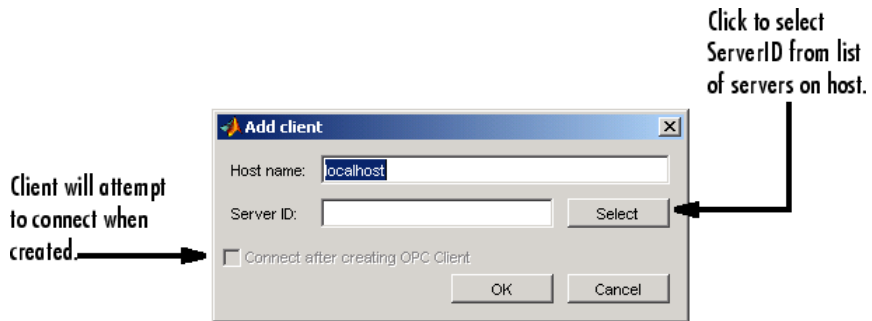 Click to select
ServerID from list
of servers on host.
Add client
Host name: localhost
Client will attempt
to connect when
created.
Server ID: Select
Connect after creating OPC Client
OK Cancel